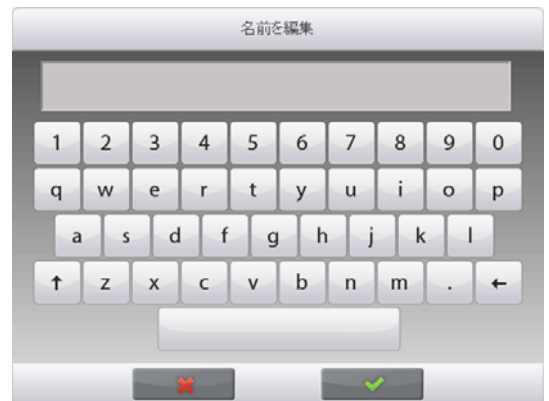 名前を編集
1 2 3 4 5 6 7 8 9 0
q w e r t y u i o p
a s d f g h j k l
↑ z x c v b n m . ←